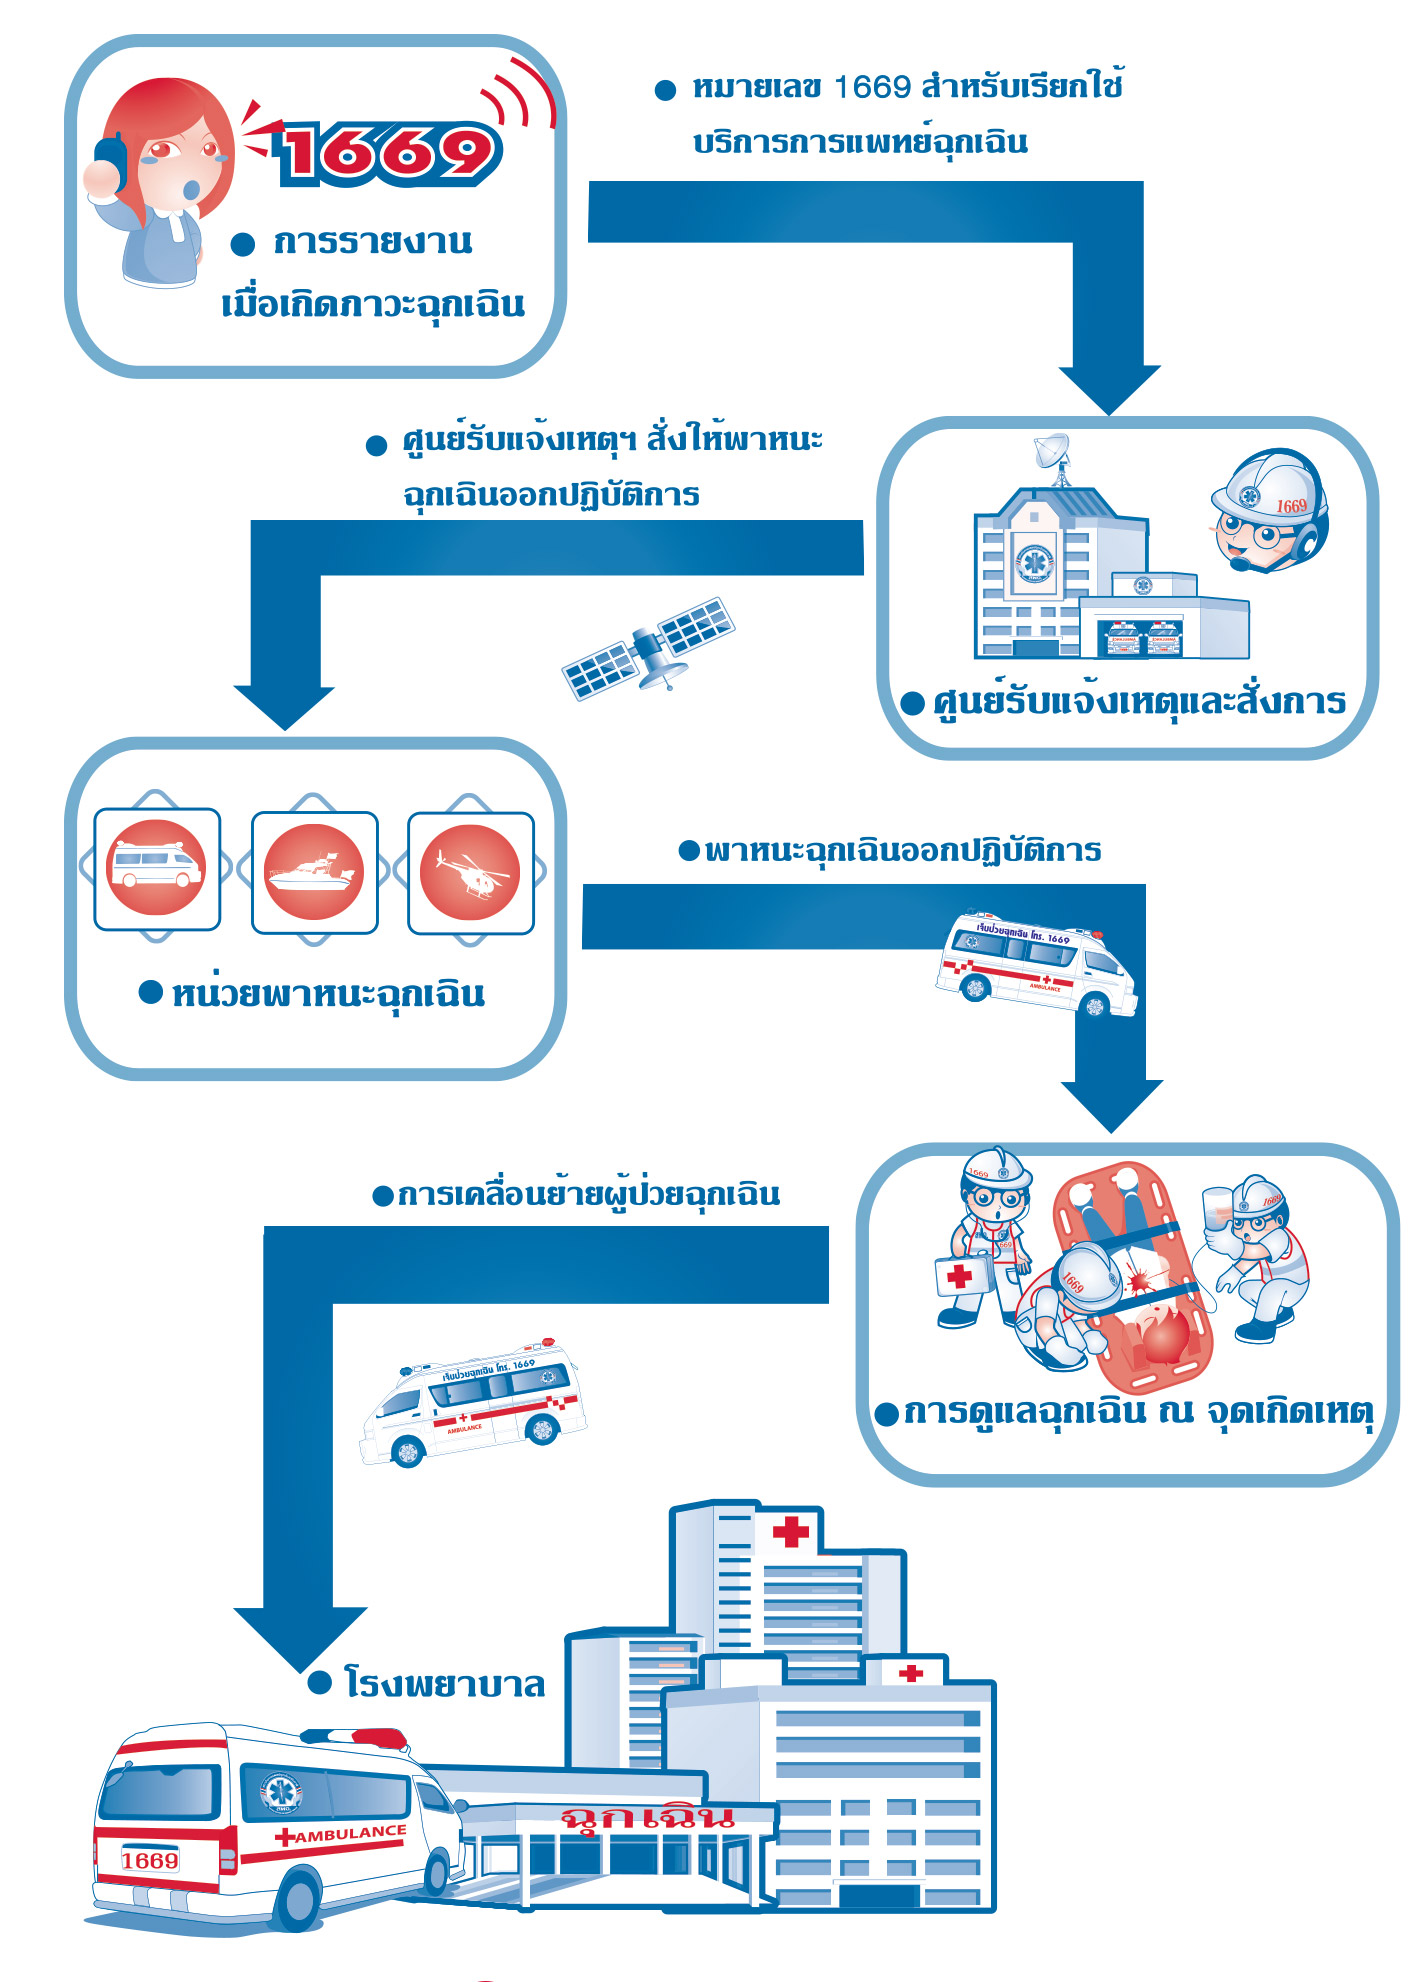 1669
● การรายงาน
เมื่อเกิดภาวะฉุกเฉิน
● หมายเลข 1669 สำหรับเรียกใช้
บริการการแพทย์ฉุกเฉิน
1669
● ศูนย์รับแจ้งเหตุและสั่งการ
● ศูนย์รับแจ้งเหตุฯ สั่งให้พาหนะ
ฉุกเฉินออกปฏิบัติการ
● หน่วยพาหนะฉุกเฉิน
● พาหนะฉุกเฉินออกปฏิบัติการ
เจ็บป่วยฉุกเฉิน โทร. 1669
AMBULANCE
1669
1669
1669
669
● การดูแลฉุกเฉิน ณ จุดเกิดเหตุ
● การเคลื่อนย้ายผู้ป่วยฉุกเฉิน
เจ็บป่วยฉุกเฉิน โทร. 1669
AMBULANCE
● โรงพยาบาล
ฉุกเฉิน
AMBULANCE
1669